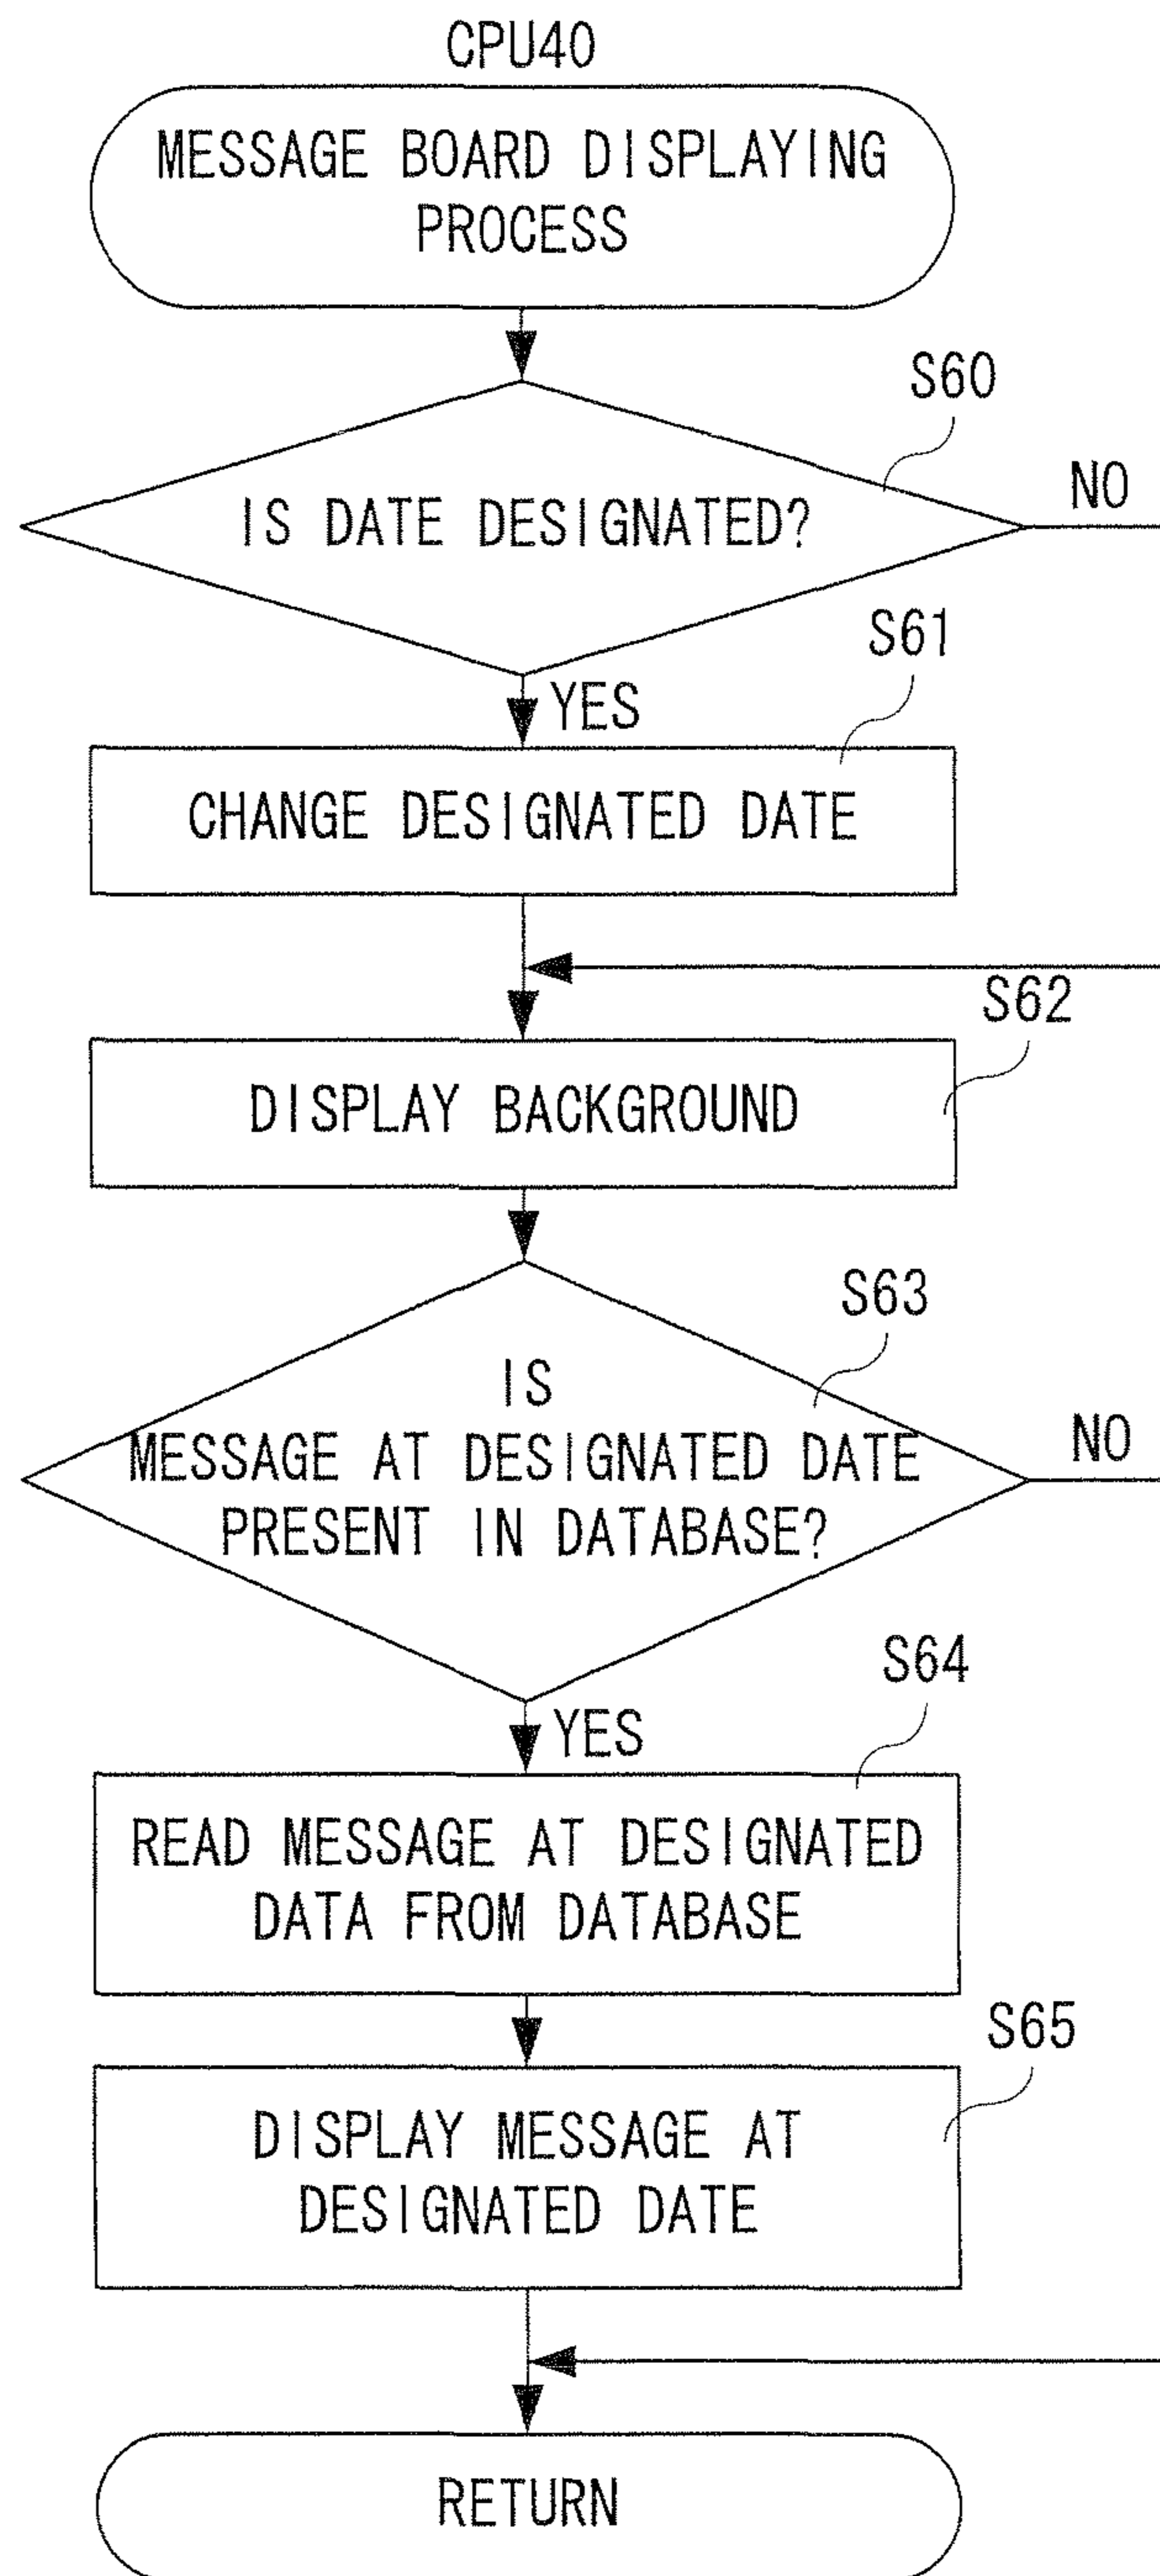 CPU40
MESSAGE BOARD DISPLAYING
PROCESS
S60
IS DATE DESIGNATED?
NO
S61
YES
CHANGE DESIGNATED DATE
S62
DISPLAY BACKGROUND
S63
IS
MESSAGE AT DESIGNATED DATE
PRESENT IN DATABASE?
NO
S64
YES
READ MESSAGE AT DESIGNATED
DATA FROM DATABASE
S65
DISPLAY MESSAGE AT
DESIGNATED DATE
RETURN